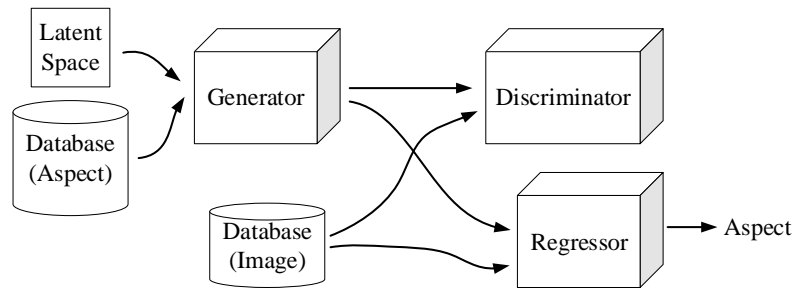 Latent
Space
Database
(Aspect)
Generator
Discriminator
Database
(Image)
Regressor
Aspect